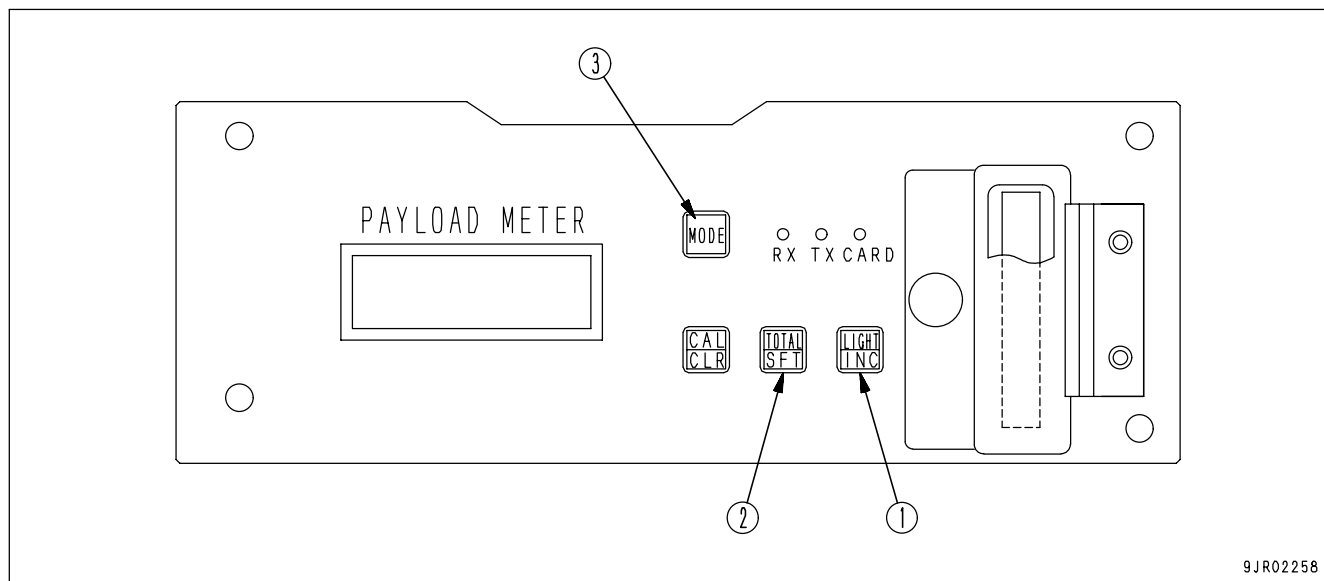 3
PAYLOAD METER
MODE
RX TX CARD
CAL
CLR
TOTAL
SFT
LIGHT
INC
2
1
9JR02258